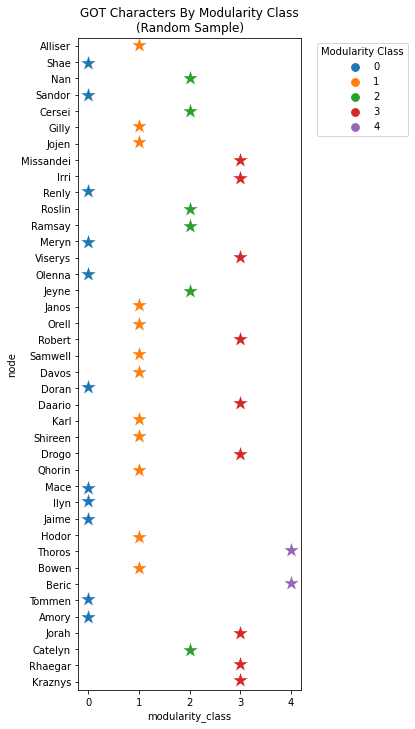 GOT Characters By Modularity Class
(Random Sample)
Modularity Class
0
1
2
3
4
node
Alliser
Shae
Nan
Sandor
Cersei
Gilly
Jojen
Missandei
Irri
Renly
Roslin
Ramsay
Meryn
Viserys
Olenna
Jeyne
Janos
Orell
Robert
Samwell
Davos
Doran
Daario
Karl
Shireen
Drogo
Qhorin
Mace
Ilyn
Jaime
Hodor
Thoros
Bowen
Beric
Tommen
Amory
Jorah
Catelyn
Rhaegar
Kraznys
0 1 2 3 4
modularity_class